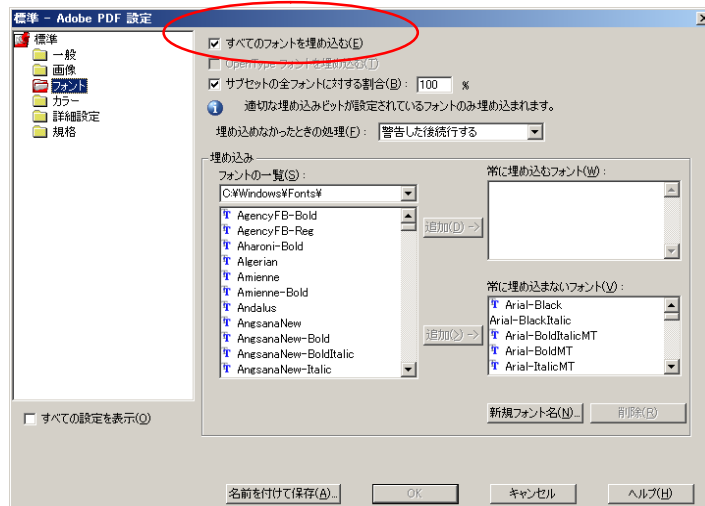 標準 - Adobe PDF 設定
標準
一般
画像
フォント
カラー
詳細設定
規格
すべての設定を表示(O)
すべてのフォントを埋め込む(E)
OpenType フォントを埋め込む(T)
サブセットの全フォントに対する割合(B): 100 %
適切な埋め込みビットが設定されているフォントのみ埋め込まれます。
埋め込めなかったときの処理(F): 警告した後続行する
埋め込み
フォントの一覧(S):
C:¥Windows¥Fonts¥
AgencyFB-Bold
AgencyFB-Reg
Aharoni-Bold
Algerian
Amienne
Amienne-Bold
Andalus
AngsanaNew
AngsanaNew-Bold
AngsanaNew-BoldItalic
AngsanaNew-Italic
追加(D) ->
追加(>) ->
常に埋め込むフォント(W):
常に埋め込まないフォント(V):
Arial-Black
Arial-BlackItalic
Arial-BoldItalicMT
Arial-BoldMT
Arial-ItalicMT
新規フォント名(N)...
削除(R)
名前を付けて保存(A)...
OK
キャンセル
ヘルプ(H)